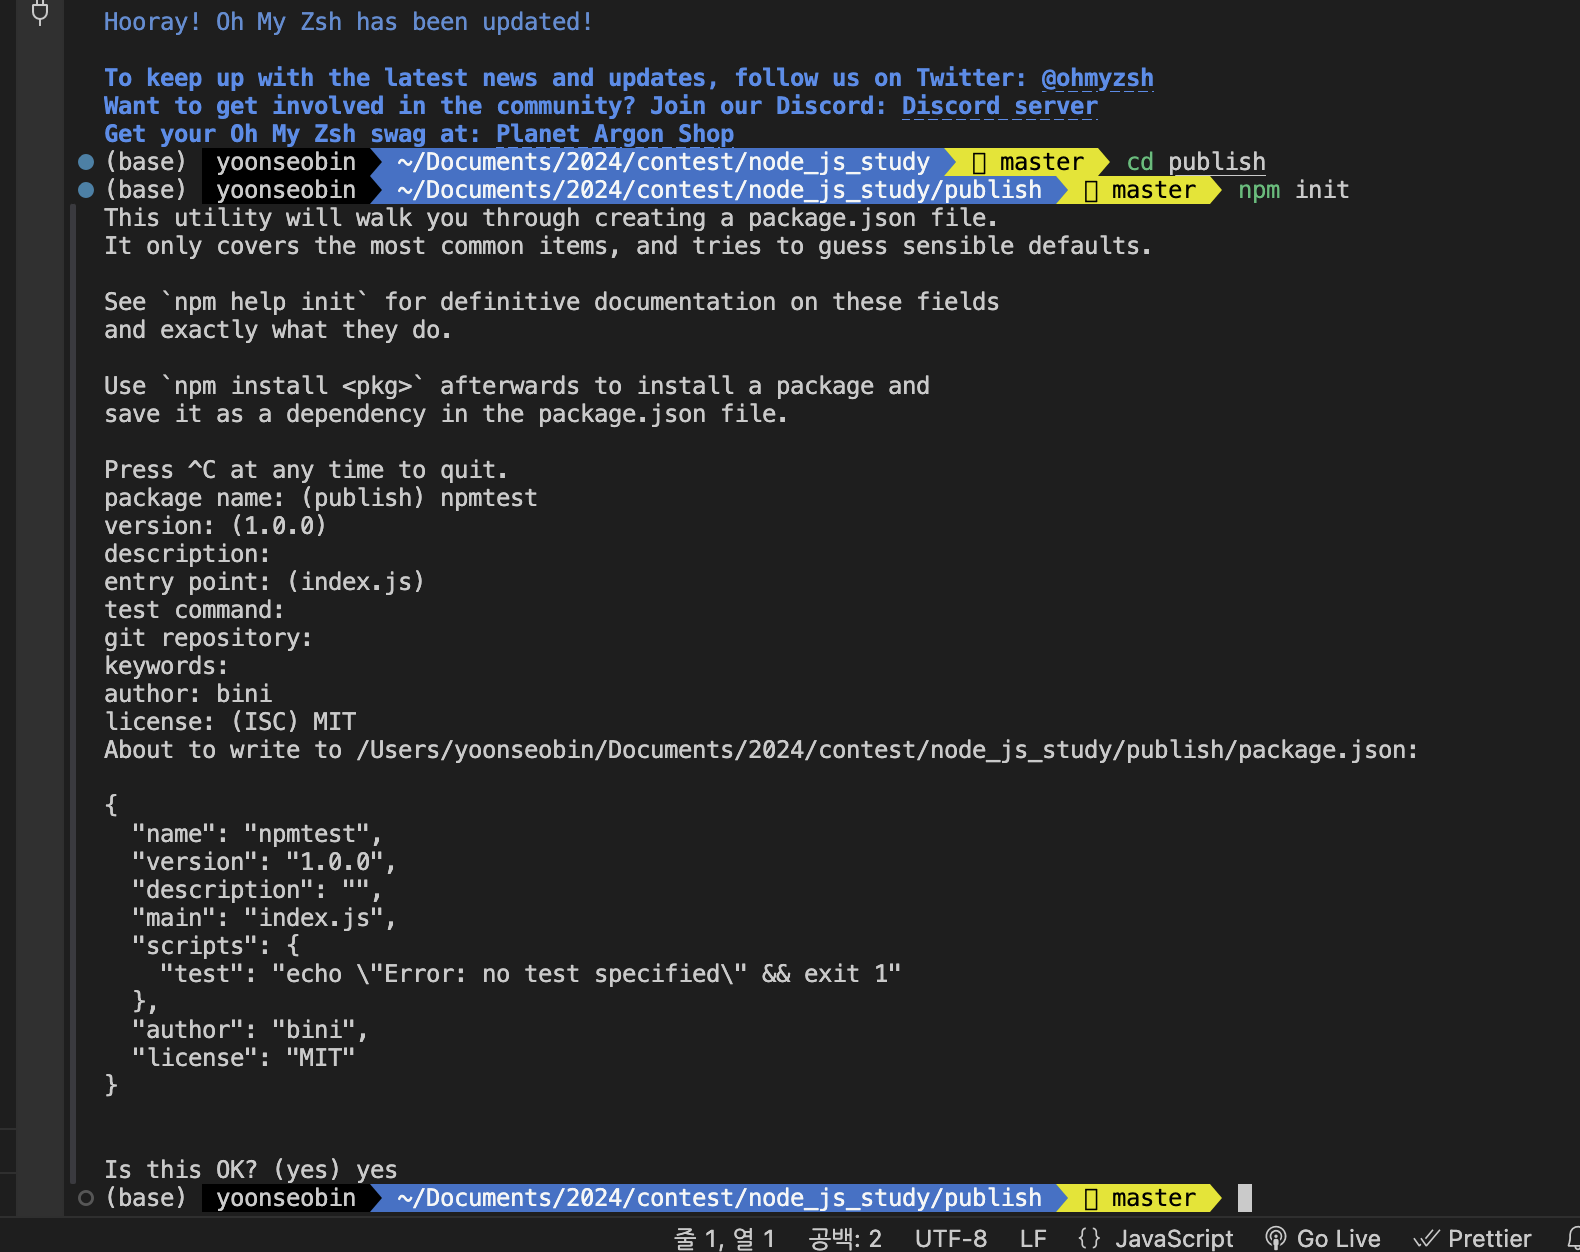 Hooray! Oh My Zsh has been updated!
To keep up with the latest news and updates, follow us on Twitter: @ohmyzsh
Want to get involved in the community? Join our Discord: Discord server
Get your Oh My Zsh swag at: Planet Argon Shop
(base) yoonseobin ~/Documents/2024/contest/node_js_study master cd publish
(base) yoonseobin ~/Documents/2024/contest/node_js_study/publish master npm init
This utility will walk you through creating a package.json file.
It only covers the most common items, and tries to guess sensible defaults.
See `npm help init` for definitive documentation on these fields
and exactly what they do.
Use `npm install <pkg>` afterwards to install a package and
save it as a dependency in the package.json file.
Press ^C at any time to quit.
package name: (publish) npmtest
version: (1.0.0)
description:
entry point: (index.js)
test command:
git repository:
keywords:
author: bini
license: (ISC) MIT
About to write to /Users/yoonseobin/Documents/2024/contest/node_js_study/publish/package.json:
{
  "name": "npmtest",
  "version": "1.0.0",
  "description": "",
  "main": "index.js",
  "scripts": {
    "test": "echo \"Error: no test specified\" && exit 1"
  },
  "author": "bini",
  "license": "MIT"
}
Is this OK? (yes) yes
(base) yoonseobin ~/Documents/2024/contest/node_js_study/publish master
줄 1, 열 1 공백: 2 UTF-8 LF {} JavaScript Go Live Prettier